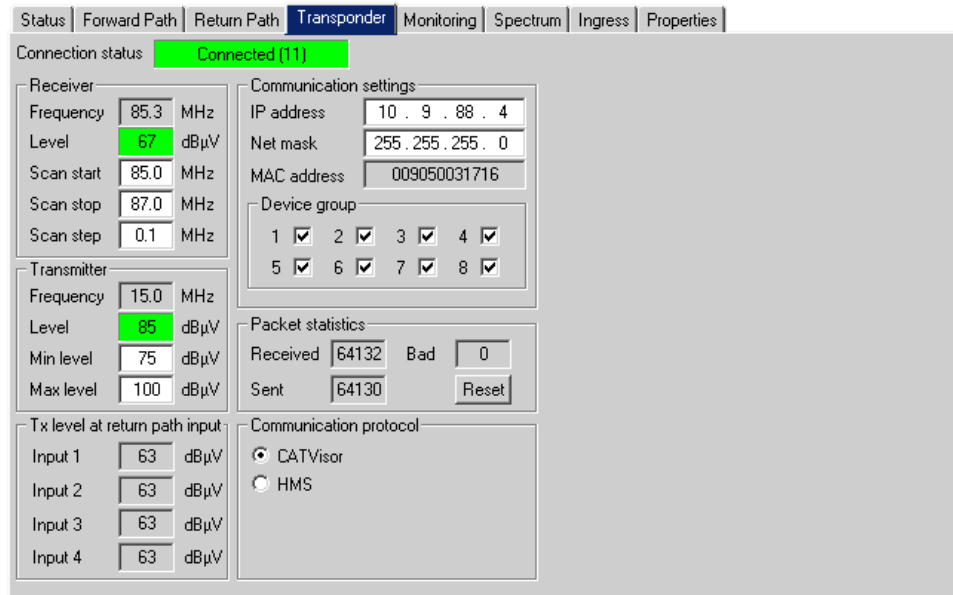 Status Forward Path Return Path Transponder Monitoring Spectrum Ingress Properties
Connection status Connected (11)
Receiver
Frequency 85.3 MHz
Level 67 dBµV
Scan start 85.0 MHz
Scan stop 87.0 MHz
Scan step 0.1 MHz
Transmitter
Frequency 15.0 MHz
Level 85 dBµV
Min level 75 dBµV
Max level 100 dBµV
Tx level at return path input
Input 1 63 dBµV
Input 2 63 dBµV
Input 3 63 dBµV
Input 4 63 dBµV
Communication settings
IP address 10 . 9 . 88 . 4
Net mask 255 . 255 . 255 . 0
MAC address 009050031716
Device group
1 2 3 4
5 6 7 8
Packet statistics
Received 64132 Bad 0
Sent 64130 Reset
Communication protocol
CATVisor
HMS